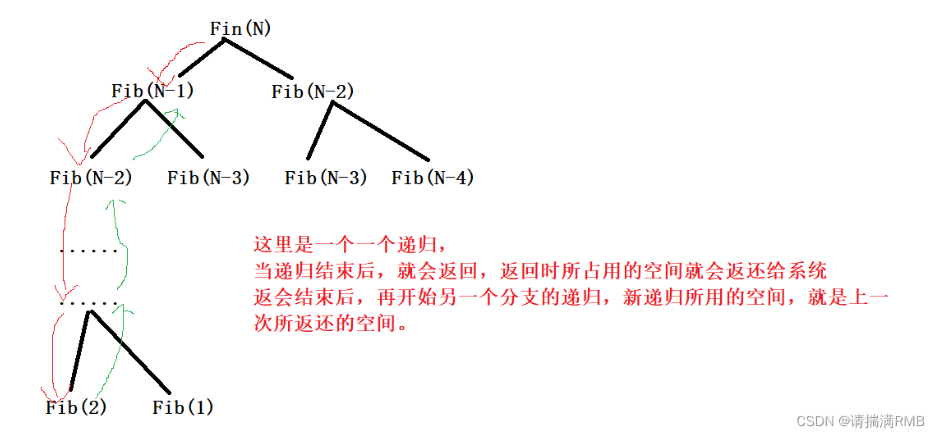 Fin(N)
Fib(N-1) Fib(N-2)
Fib(N-2) Fib(N-3) Fib(N-3) Fib(N-4)
这里是一个一个递归，
......
当递归结束后，就会返回，返回时所占用的空间就会返还给系统
返会结束后，再开始另一个分支的递归，新递归所用的空间，就是上一
......
次所返还的空间。
Fib(2) Fib(1)
CSDN @请揣满RMB